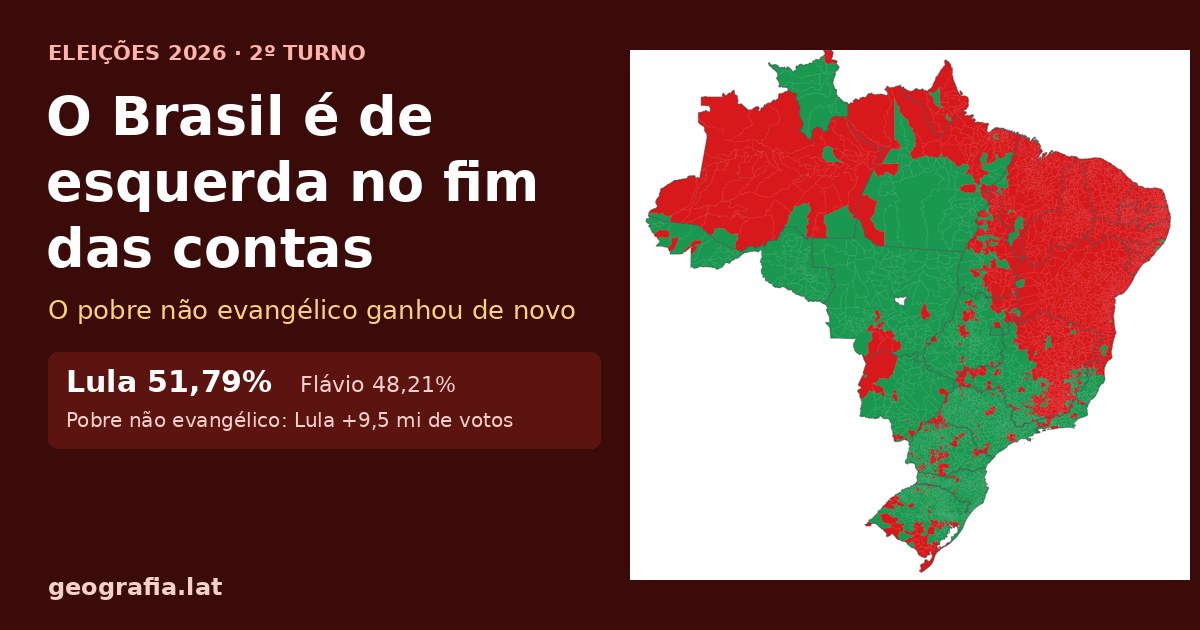 ELEIÇÕES 2026 · 2º TURNO
O Brasil é de
esquerda no fim
das contas
O pobre não evangélico ganhou de novo
Lula 51,79% Flávio 48,21%
Pobre não evangélico: Lula +9,5 mi de votos
geografia.lat